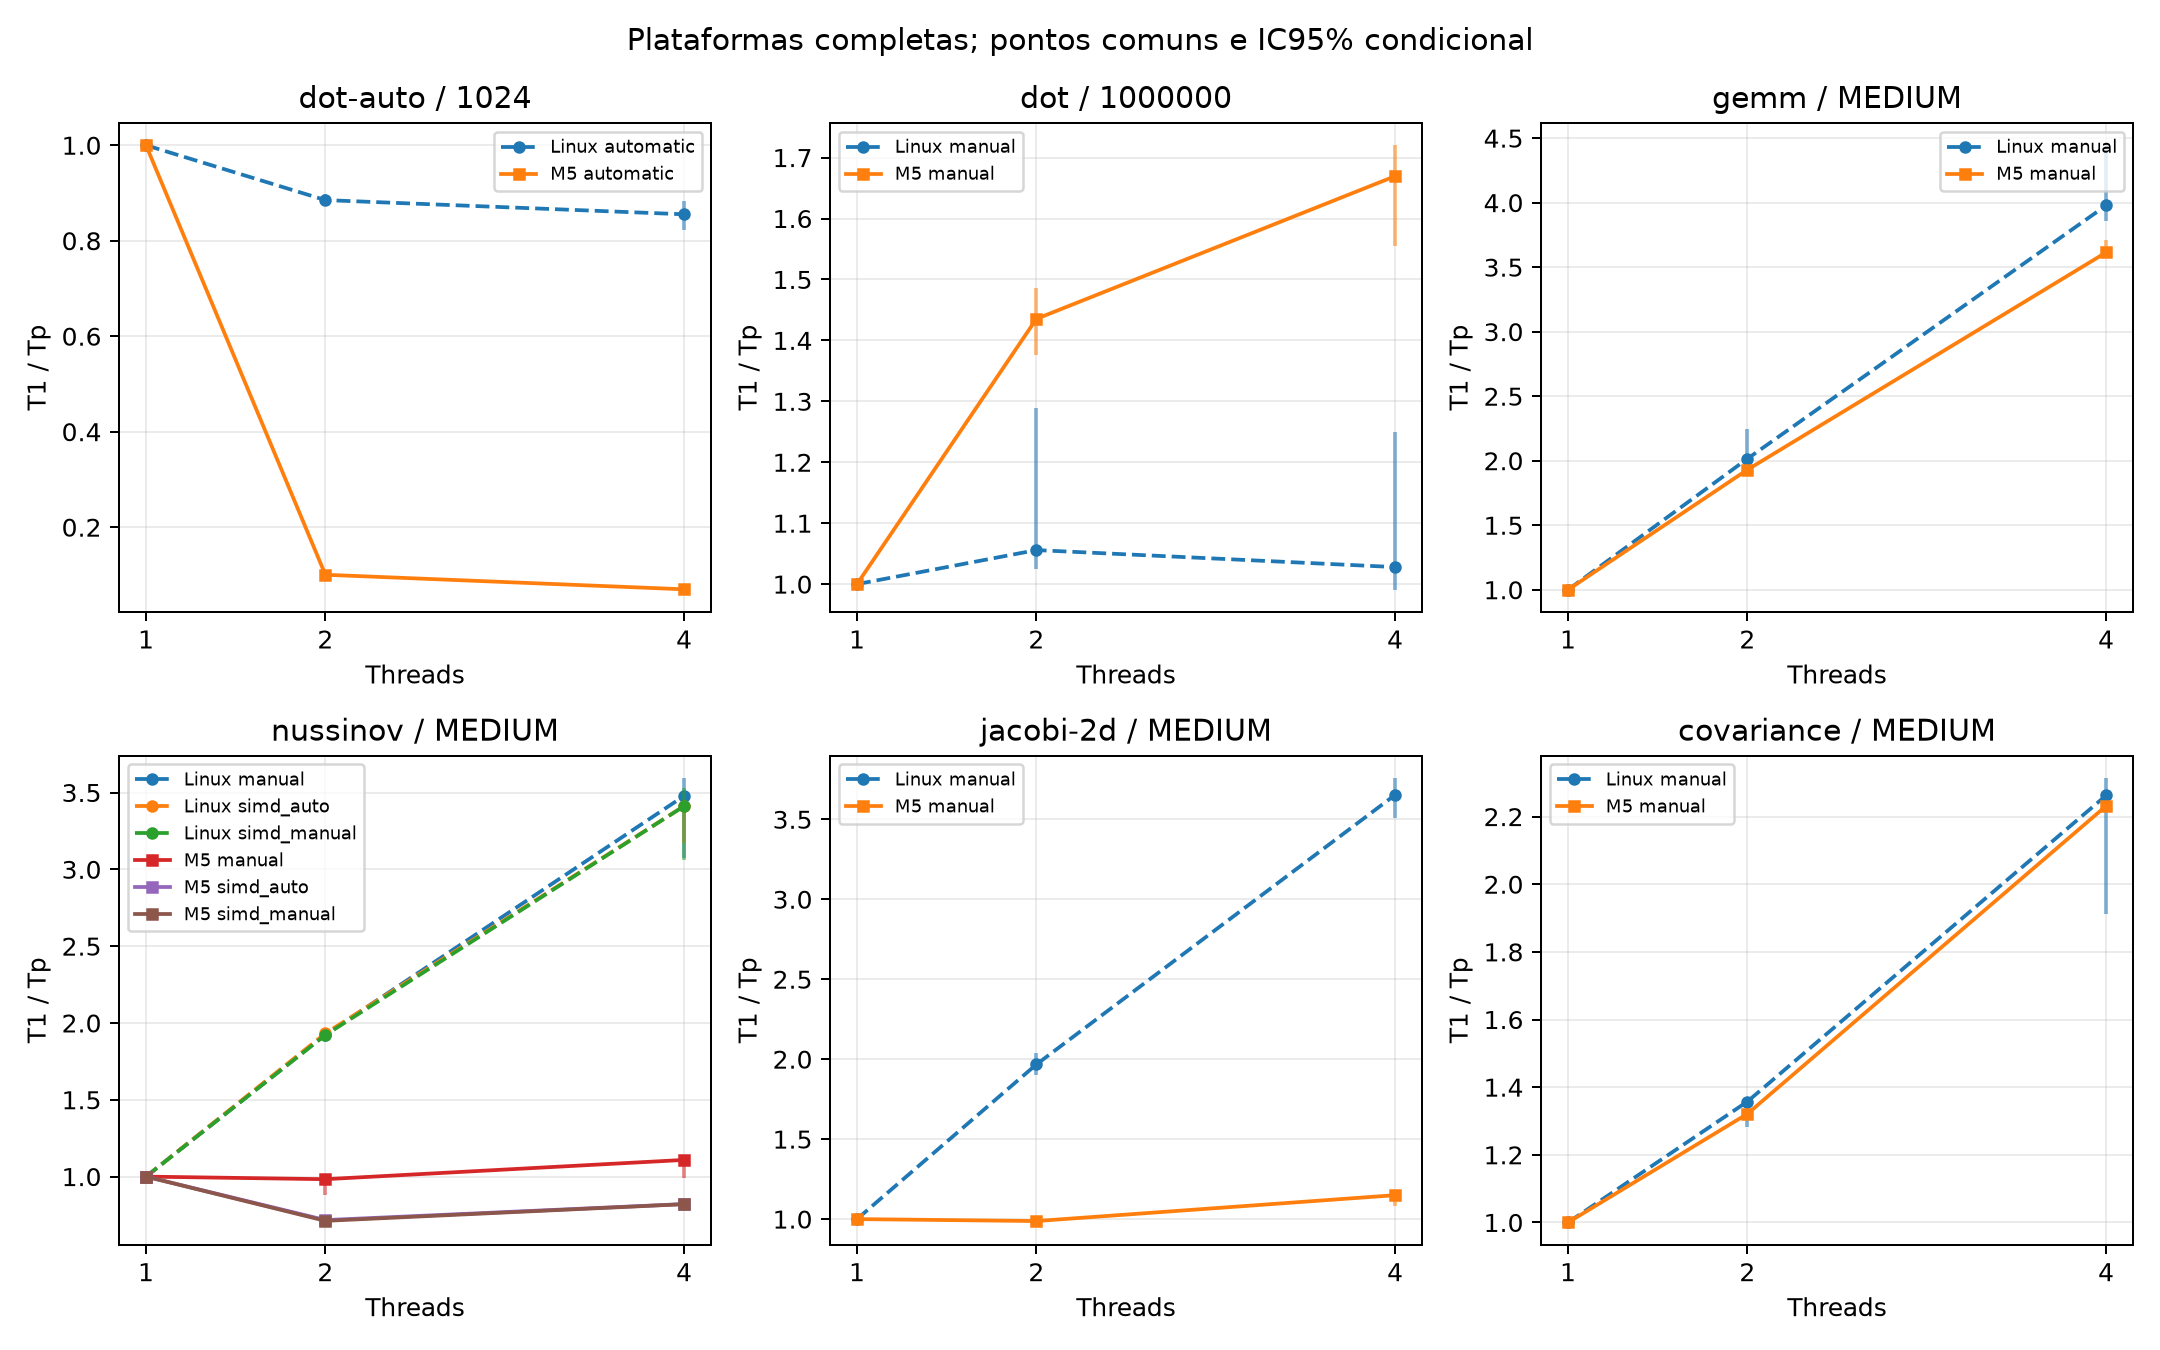 Plataformas completas; pontos comuns e IC95% condicional
dot-auto / 1024
T1 / Tp
1.0
0.8
0.6
0.4
0.2
Linux automatic
M5 automatic
1 2 4
Threads
dot / 1000000
T1 / Tp
1.7
1.6
1.5
1.4
1.3
1.2
1.1
1.0
Linux manual
M5 manual
1 2 4
Threads
gemm / MEDIUM
T1 / Tp
4.5
4.0
3.5
3.0
2.5
2.0
1.5
1.0
Linux manual
M5 manual
1 2 4
Threads
nussinov / MEDIUM
T1 / Tp
3.5
3.0
2.5
2.0
1.5
1.0
Linux manual
Linux simd_auto
Linux simd_manual
M5 manual
M5 simd_auto
M5 simd_manual
1 2 4
Threads
jacobi-2d / MEDIUM
T1 / Tp
3.5
3.0
2.5
2.0
1.5
1.0
Linux manual
M5 manual
1 2 4
Threads
covariance / MEDIUM
T1 / Tp
2.2
2.0
1.8
1.6
1.4
1.2
1.0
Linux manual
M5 manual
1 2 4
Threads